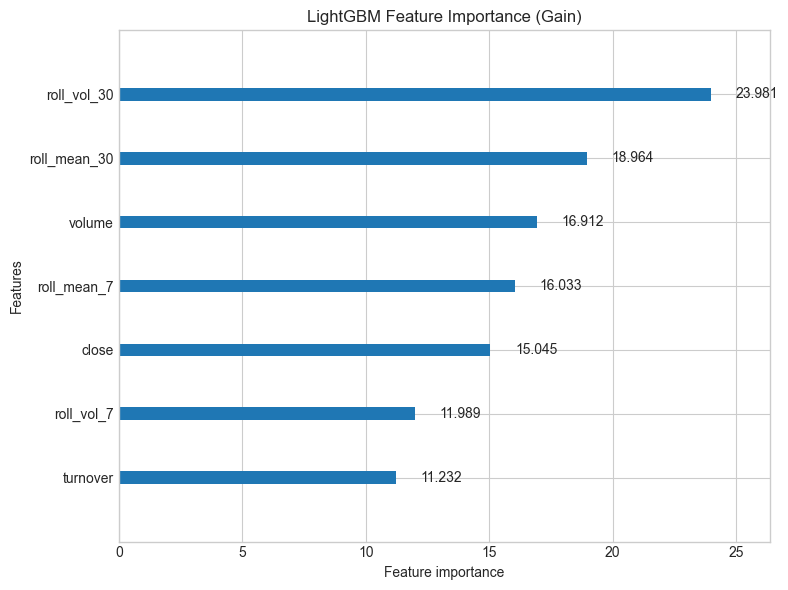 LightGBM Feature Importance (Gain)
roll_vol_30 23.981
roll_mean_30 18.964
volume 16.912
roll_mean_7 16.033
close 15.045
roll_vol_7 11.989
turnover 11.232
Features
0 5 10 15 20 25
Feature importance